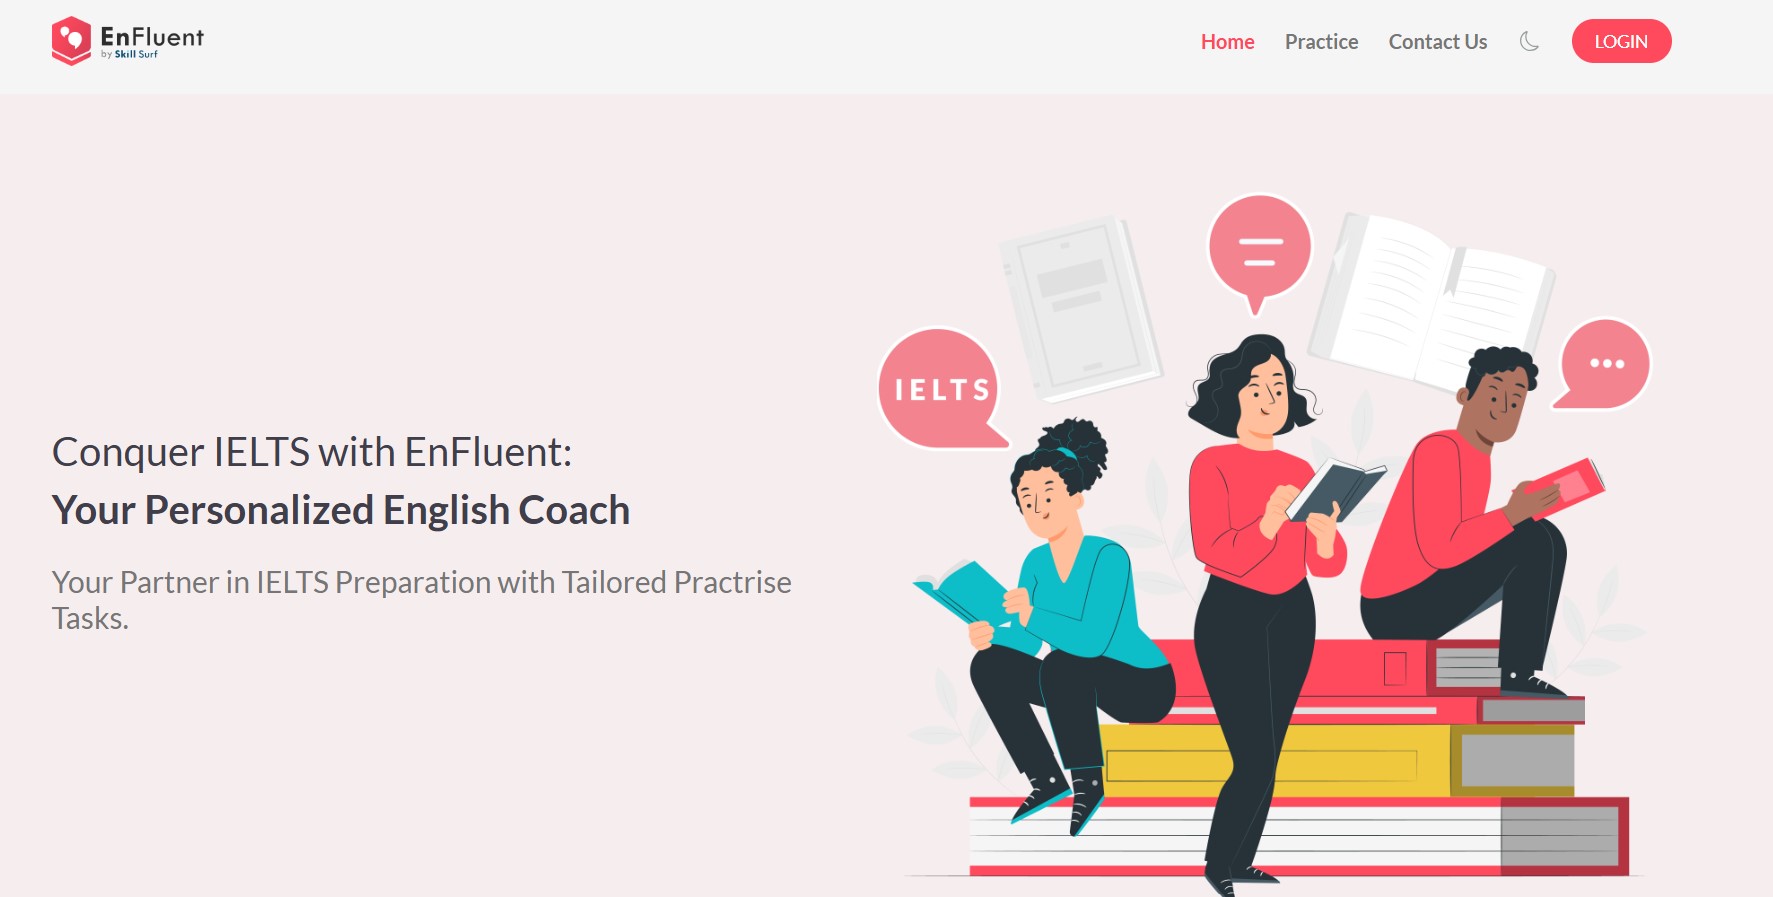 EnFluent
by Skill Surf
Home
Practice
Contact Us
LOGIN
Conquer IELTS with EnFluent:
Your Personalized English Coach
Your Partner in IELTS Preparation with Tailored Practrise
Tasks.
IELTS